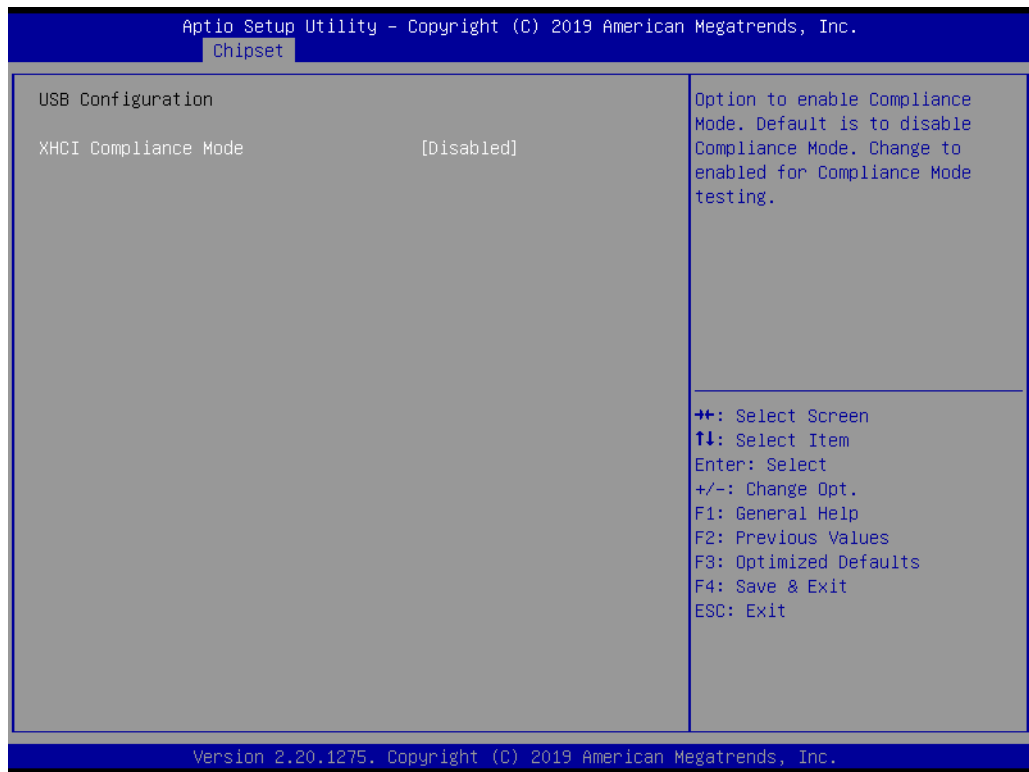 Aptio Setup Utility – Copyright (C) 2019 American Megatrends, Inc.
Chipset
USB Configuration
XHCI Compliance Mode [Disabled]
Option to enable Compliance
Mode. Default is to disable
Compliance Mode. Change to
enabled for Compliance Mode
testing.
→←: Select Screen
↑↓: Select Item
Enter: Select
+/-: Change Opt.
F1: General Help
F2: Previous Values
F3: Optimized Defaults
F4: Save & Exit
ESC: Exit
Version 2.20.1275. Copyright (C) 2019 American Megatrends, Inc.